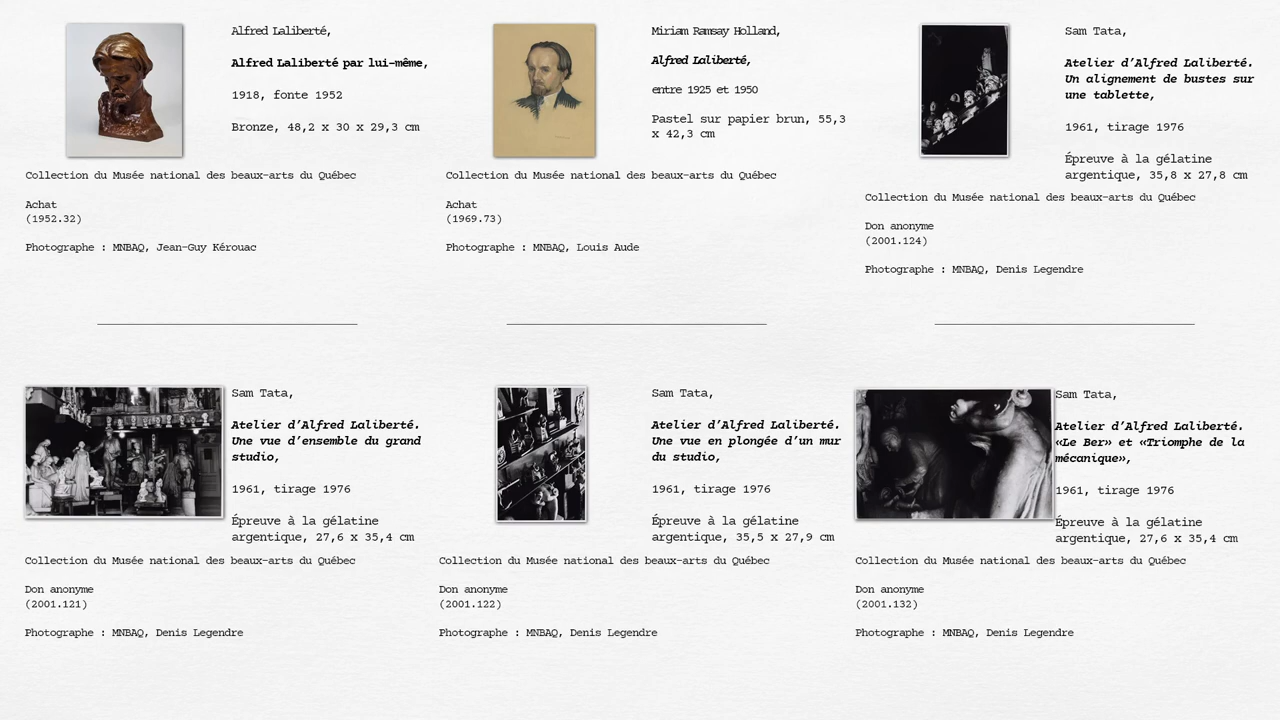 Alfred Laliberté,
Alfred Laliberté par lui-même,
1918, fonte 1952
Bronze, 48,2 x 30 x 29,3 cm
Collection du Musée national des beaux-arts du Québec
Achat
(1952.32)
Photographe : MNBAQ, Jean-Guy Kérouac
Miriam Ramsay Holland,
Alfred Laliberté,
entre 1925 et 1950
Pastel sur papier brun, 55,3
x 42,3 cm
Collection du Musée national des beaux-arts du Québec
Achat
(1969.73)
Photographe : MNBAQ, Louis Aude
Sam Tata,
Atelier d’Alfred Laliberté.
Un alignement de bustes sur
une tablette,
1961, tirage 1976
Épreuve à la gélatine
argentique, 35,8 x 27,8 cm
Collection du Musée national des beaux-arts du Québec
Don anonyme
(2001.124)
Photographe : MNBAQ, Denis Legendre
Sam Tata,
Atelier d’Alfred Laliberté.
Une vue d’ensemble du grand
studio,
1961, tirage 1976
Épreuve à la gélatine
argentique, 27,6 x 35,4 cm
Collection du Musée national des beaux-arts du Québec
Don anonyme
(2001.121)
Photographe : MNBAQ, Denis Legendre
Sam Tata,
Atelier d’Alfred Laliberté.
Une vue en plongée d’un mur
du studio,
1961, tirage 1976
Épreuve à la gélatine
argentique, 35,5 x 27,9 cm
Collection du Musée national des beaux-arts du Québec
Don anonyme
(2001.122)
Photographe : MNBAQ, Denis Legendre
Sam Tata,
Atelier d’Alfred Laliberté.
«Le Ber» et «Triomphe de la
mécanique»,
1961, tirage 1976
Épreuve à la gélatine
argentique, 27,6 x 35,4 cm
Collection du Musée national des beaux-arts du Québec
Don anonyme
(2001.132)
Photographe : MNBAQ, Denis Legendre